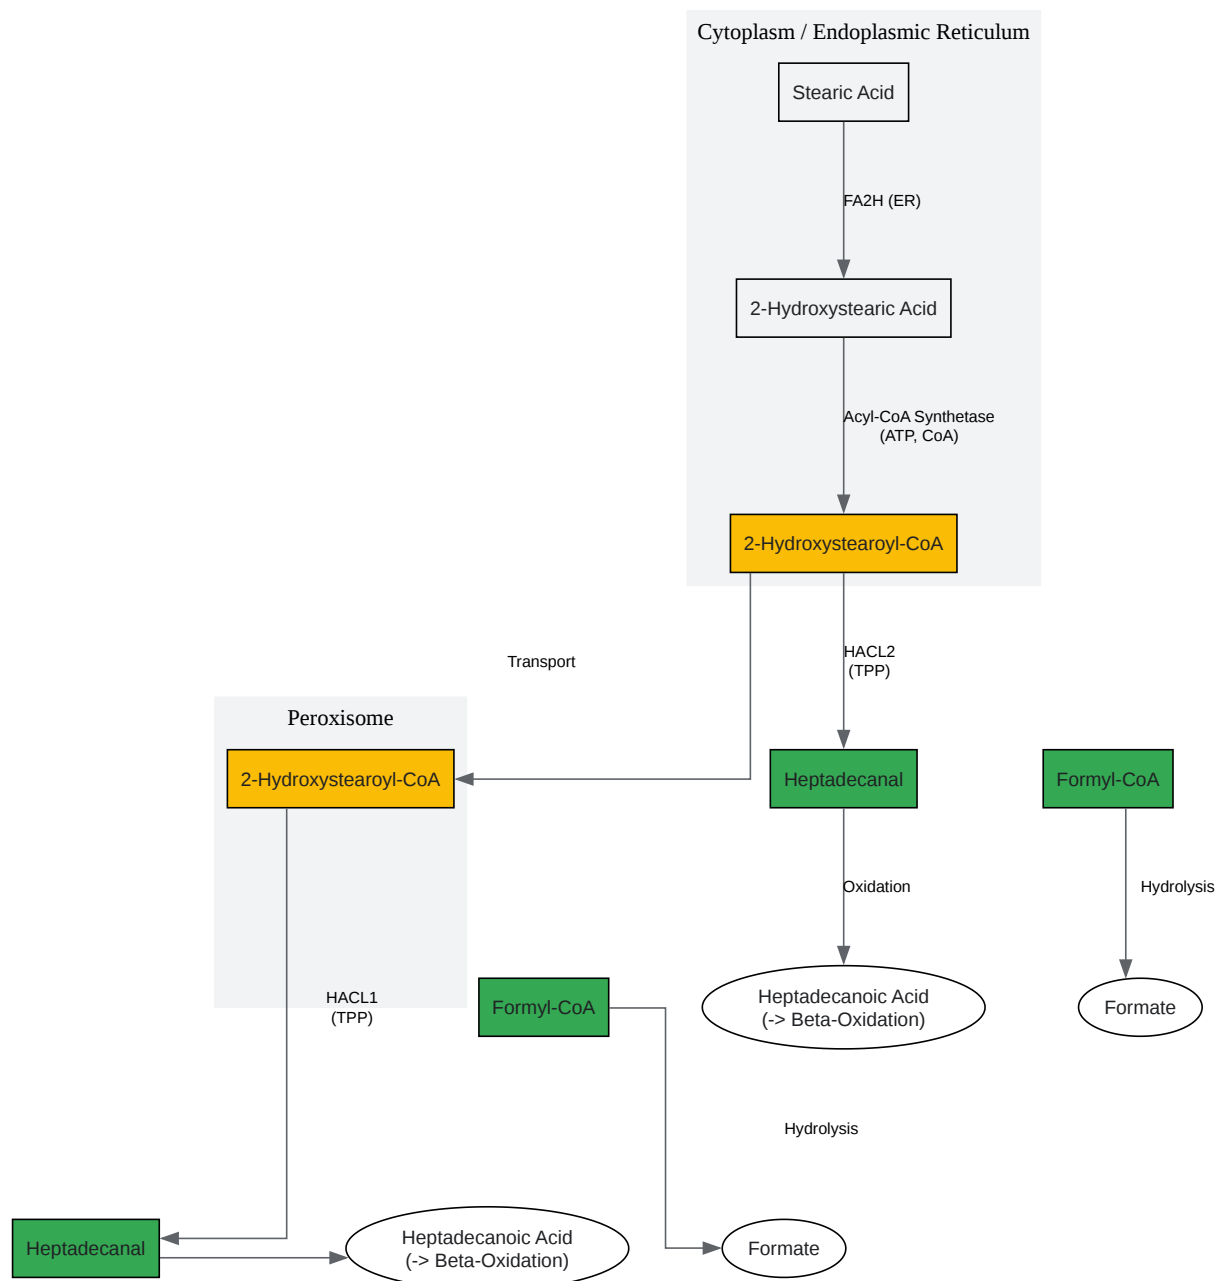 Cytoplasm / Endoplasmic Reticulum
Stearic Acid
FA2H (ER)
2-Hydroxystearic Acid
Acyl-CoA Synthetase
(ATP, CoA)
2-Hydroxystearoyl-CoA
Transport
HACL2
(TPP)
Peroxisome
2-Hydroxystearoyl-CoA
Heptadecanal
Formyl-CoA
Oxidation
Hydrolysis
HACL1
(TPP)
Formyl-CoA
Heptadecanoic Acid
(-> Beta-Oxidation)
Formate
Hydrolysis
Heptadecanal
Heptadecanoic Acid
(-> Beta-Oxidation)
Formate